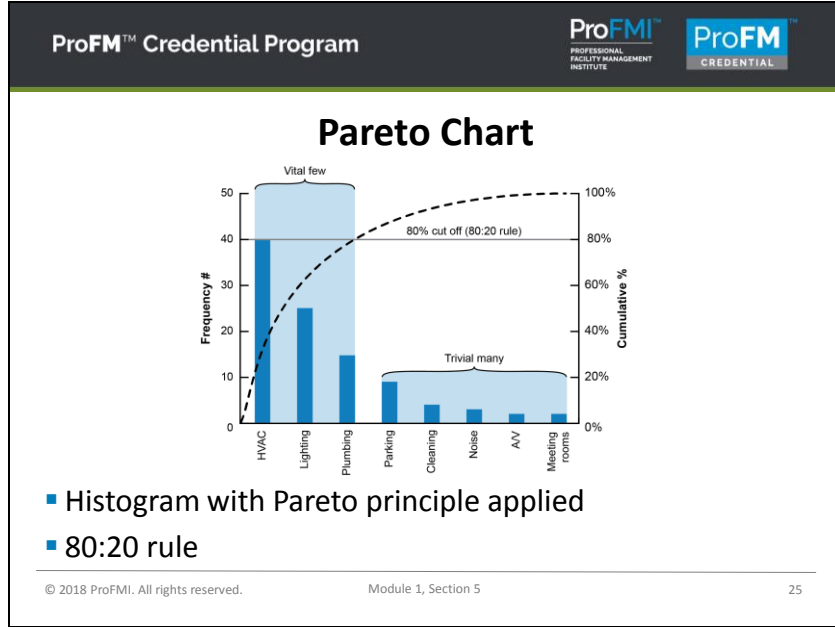 ProFM™ Credential Program
ProFMI™
PROFESSIONAL
FACILITY MANAGEMENT
INSTITUTE
ProFM™
CREDENTIAL
Pareto Chart
Vital few
50
40
30
20
10
0
Frequency #
100%
80%
60%
40%
20%
0%
Cumulative %
80% cut off (80:20 rule)
Trivial many
HVAC
Lighting
Plumbing
Parking
Cleaning
Noise
A/V
Meeting
rooms
▪ Histogram with Pareto principle applied
▪ 80:20 rule
© 2018 ProFMI. All rights reserved.
Module 1, Section 5
25